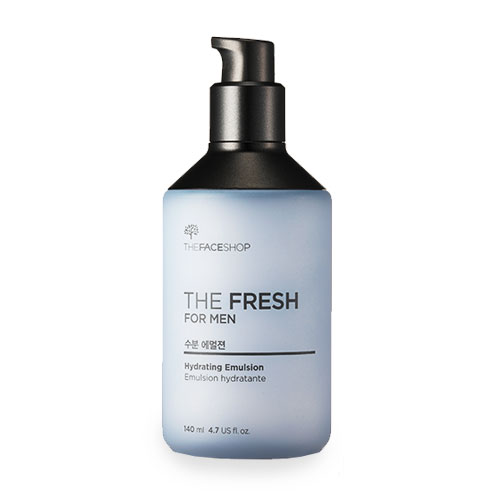 THEFACESHOP
THE FRESH
FOR MEN
수분 에멀젼
Hydrating Emulsion
Emulsion hydratante
140 ml 4.7 US fl. oz.